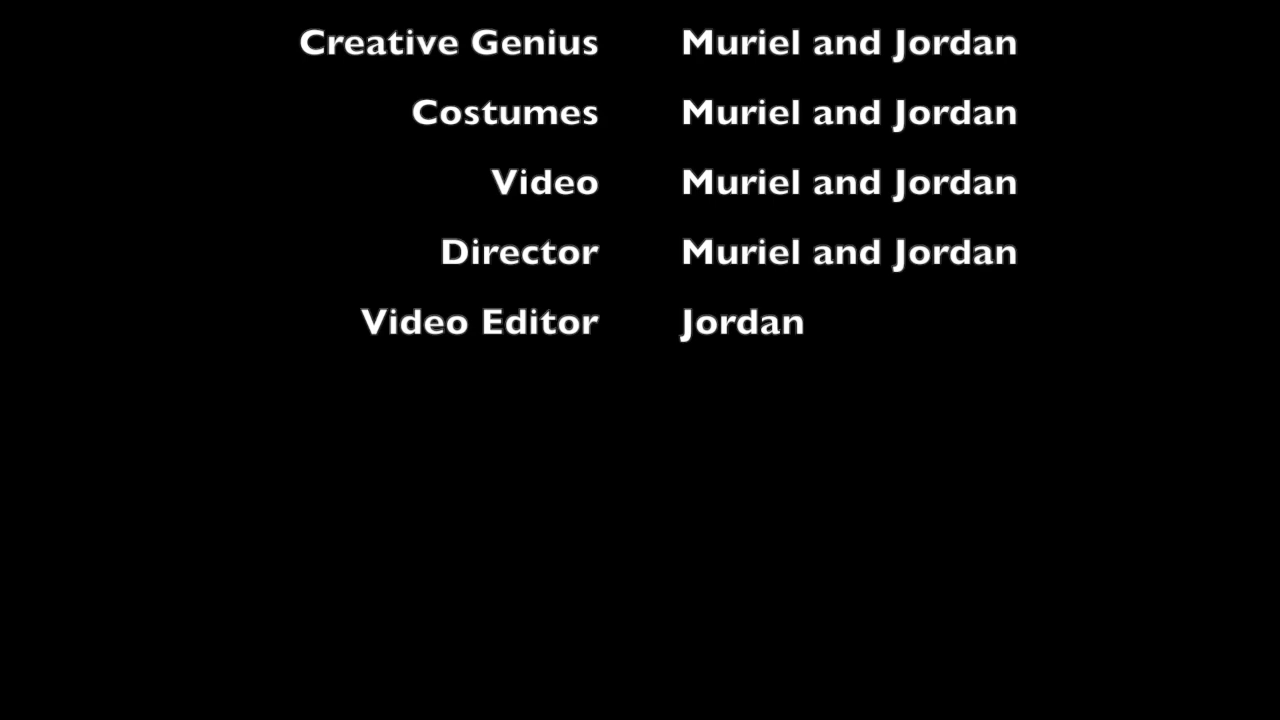 Creative Genius Muriel and Jordan
Costumes Muriel and Jordan
Video Muriel and Jordan
Director Muriel and Jordan
Video Editor Jordan